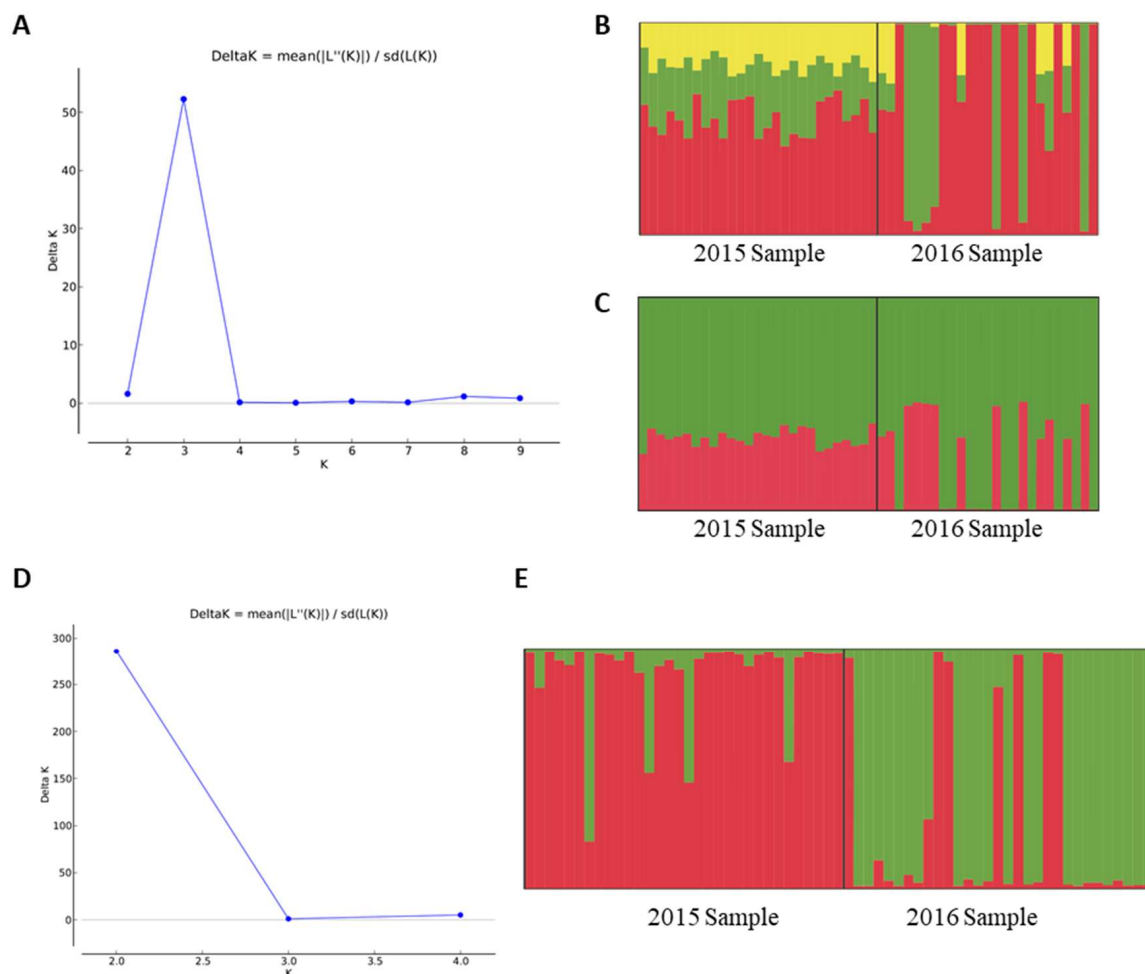 A
DeltaK = mean(|L''(K)|) / sd(L(K))
50
40
30
20
10
0
Delta K
2 3 4 5 6 7 8 9
K
B
2015 Sample 2016 Sample
C
2015 Sample 2016 Sample
D
DeltaK = mean(|L''(K)|) / sd(L(K))
300
250
200
150
100
50
0
Delta K
2.0 2.5 3.0 3.5 4.0
K
E
2015 Sample 2016 Sample